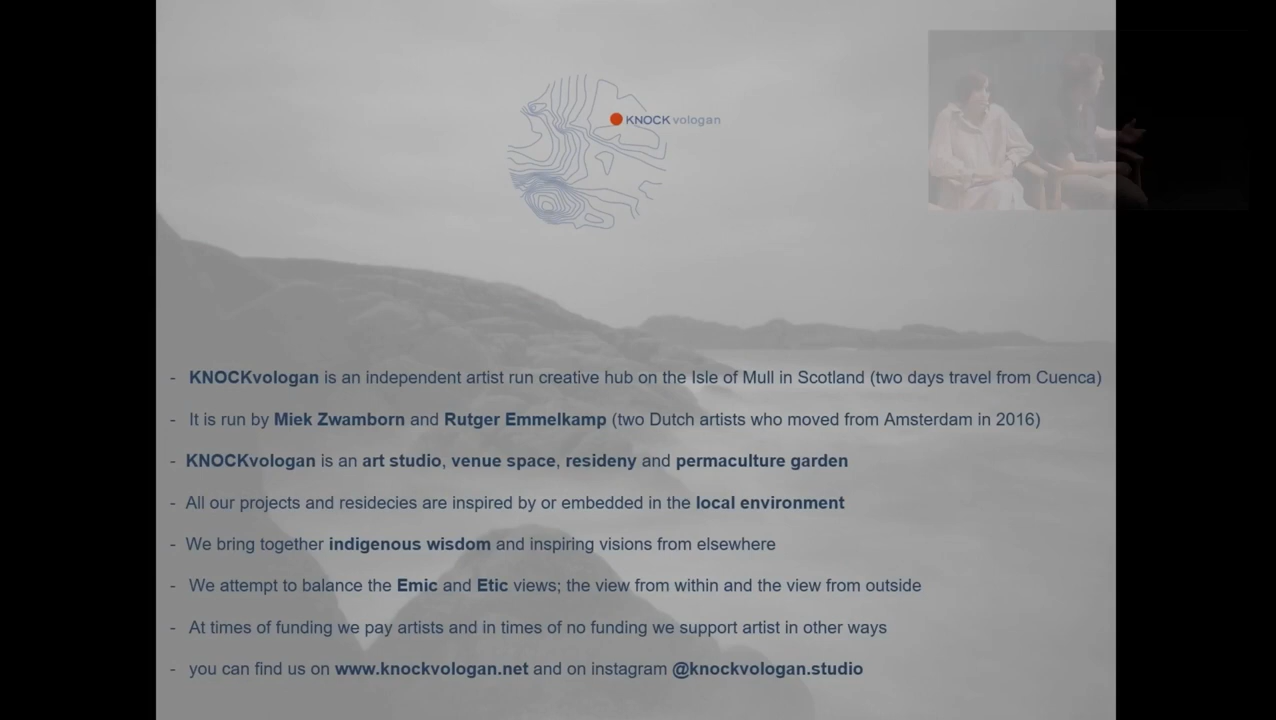 KNOCKvologan
- KNOCKvologan is an independent artist run creative hub on the Isle of Mull in Scotland (two days travel from Cuenca)
- It is run by Miek Zwamborn and Rutger Emmelkamp (two Dutch artists who moved from Amsterdam in 2016)
- KNOCKvologan is an art studio, venue space, resideny and permaculture garden
- All our projects and residecies are inspired by or embedded in the local environment
- We bring together indigenous wisdom and inspiring visions from elsewhere
- We attempt to balance the Emic and Etic views; the view from within and the view from outside
- At times of funding we pay artists and in times of no funding we support artist in other ways
- you can find us on www.knockvologan.net and on instagram @knockvologan.studio